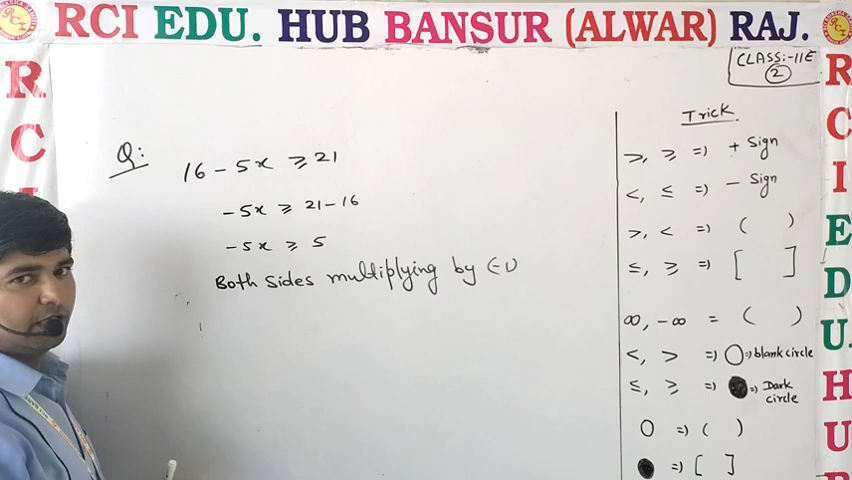 RCI EDU. HUB BANSUR (ALWAR) RAJ.
CLASS:-11E
2
Q:
16 - 5x ≥ 21
-5x ≥ 21-16
-5x ≥ 5
Both sides multiplying by (-1)
Trick
>, ≥ => + Sign
<, ≤ => - Sign
>, < => ( )
≤, ≥ => [ ]
∞, -∞ = ( )
<, > => ○ => blank circle
≤, ≥ => ● => Dark circle
○ => ( )
● => [ ]
R
C
I
R
C
I
E
D
U.
H
U